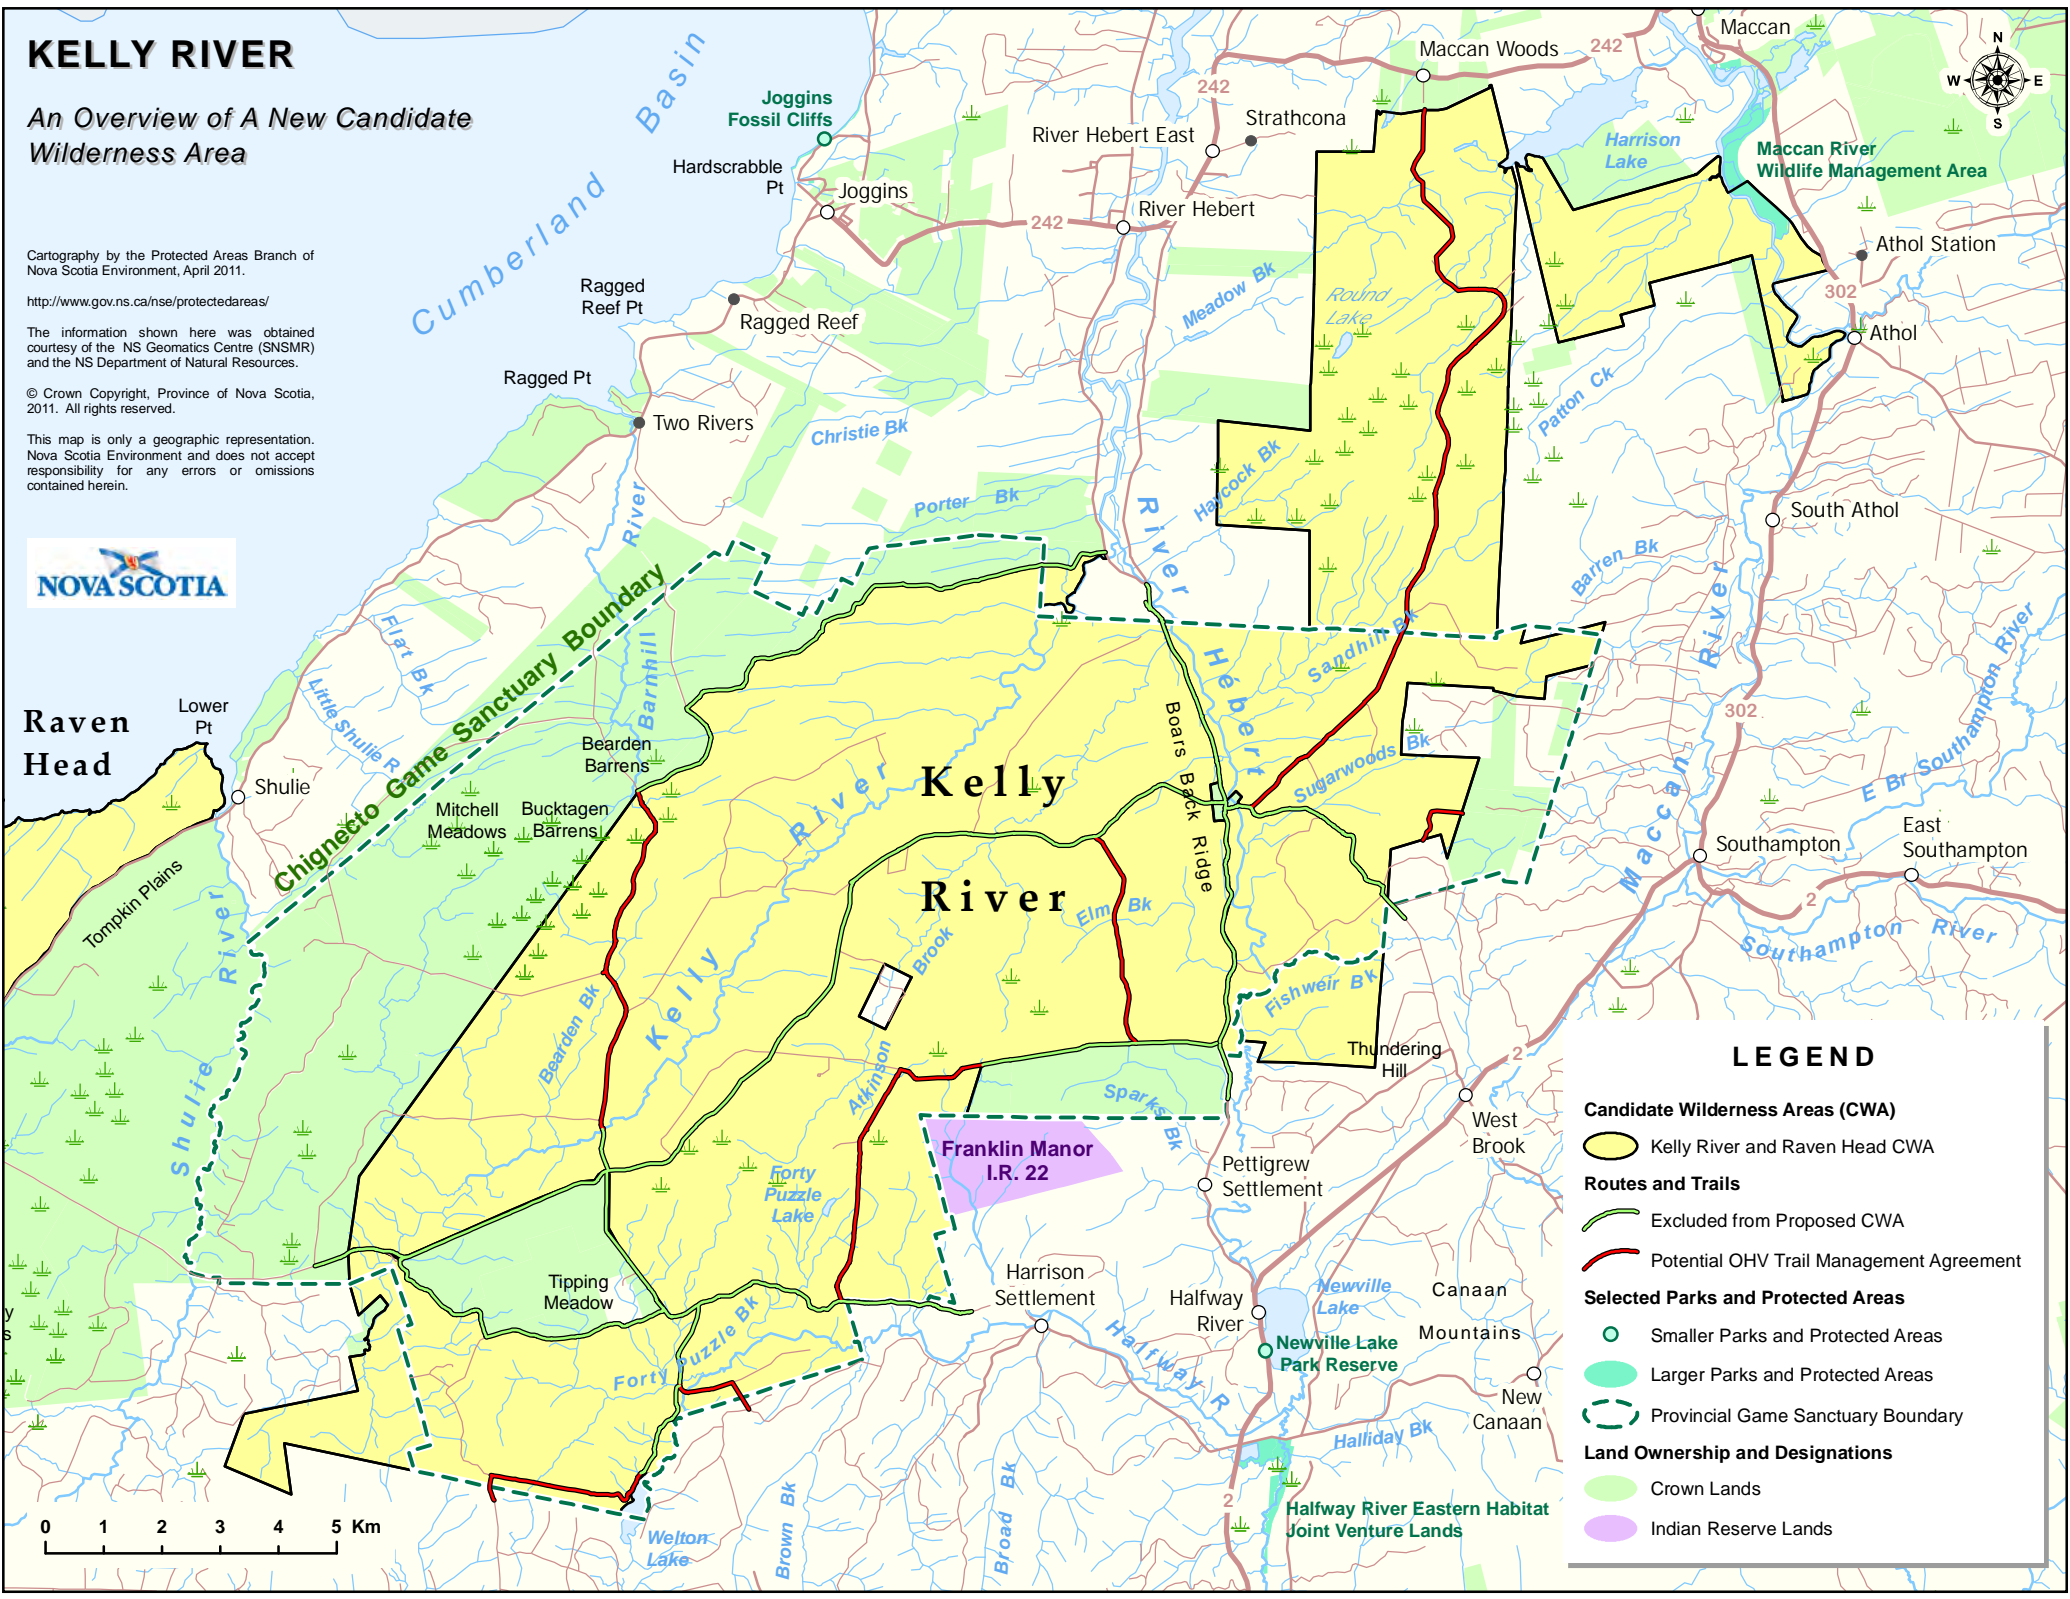 KELLY RIVER
An Overview of A New Candidate
Wilderness Area
Cartography by the Protected Areas Branch of
Nova Scotia Environment, April 2011.
http://www.gov.ns.ca/nse/protectedareas/
The information shown here was obtained
courtesy of the NS Geomatics Centre (SNSMR)
and the NS Department of Natural Resources.
© Crown Copyright, Province of Nova Scotia,
2011. All rights reserved.
This map is only a geographic representation.
Nova Scotia Environment and does not accept
responsibility for any errors or omissions
contained herein.
NOVA SCOTIA
Cumberland Basin
Joggins
Fossil Cliffs
Hardscrabble
Pt
Joggins
Ragged
Reef Pt
Ragged Reef
Ragged Pt
Two Rivers
242
242
242
River Hebert East
Strathcona
River Hebert
Maccan Woods
Maccan
N
W
E
S
Harrison
Lake
Maccan River
Wildlife Management Area
Athol Station
302
Athol
Meadow Bk
Round
Lake
Patton Ck
Christie Bk
Porter Bk
Haycock Bk
South Athol
Barren Bk
River Hébert
Barnhill River
Chignecto Game Sanctuary Boundary
Flat Bk
Little Shulie R
Lower
Pt
Raven
Head
Shulie
Tompkin Plains
Shulie River
Bearden
Barrens
Mitchell
Meadows
Bucktagen
Barrens
Kelly
River
Kelly River
Boars Back Ridge
Sandhill Bk
Sugarwoods Bk
Maccan River
302
E Br Southampton River
Southampton
East
Southampton
2
Southampton River
Elm Bk
Atkinson Brook
Bearden Bk
Fishweir Bk
Thundering
Hill
2
West
Brook
Sparks Bk
Franklin Manor
I.R. 22
Forty
Puzzle
Lake
Pettigrew
Settlement
Tipping
Meadow
Harrison
Settlement
Halfway
River
Newville
Lake
Canaan
Mountains
Newville Lake
Park Reserve
New
Canaan
Halfway R
Halliday Bk
Forty Puzzle Bk
Welton
Lake
Brown Bk
Broad Bk
2
Halfway River Eastern Habitat
Joint Venture Lands
y
s
0 1 2 3 4 5 Km
LEGEND
Candidate Wilderness Areas (CWA)
Kelly River and Raven Head CWA
Routes and Trails
Excluded from Proposed CWA
Potential OHV Trail Management Agreement
Selected Parks and Protected Areas
Smaller Parks and Protected Areas
Larger Parks and Protected Areas
Provincial Game Sanctuary Boundary
Land Ownership and Designations
Crown Lands
Indian Reserve Lands